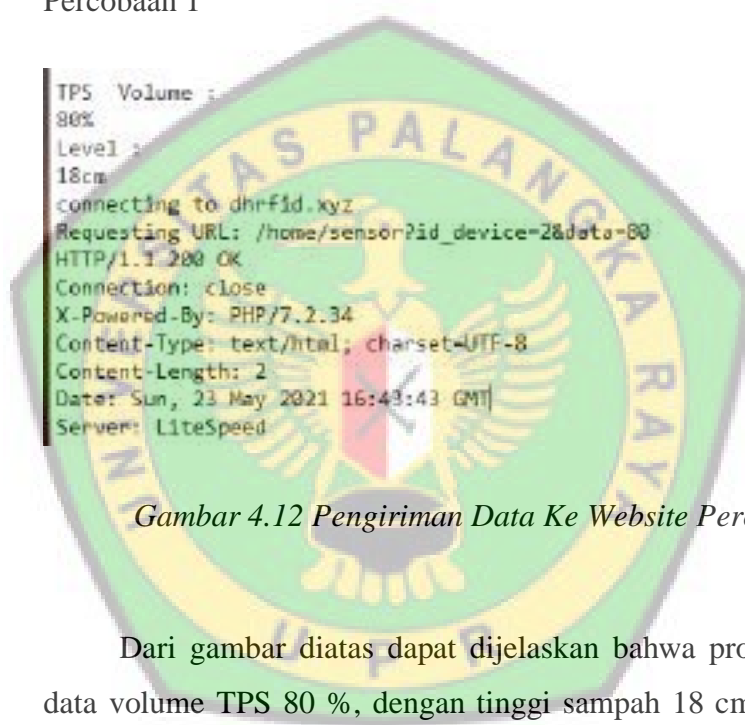 Percobaan 1
TPS Volume :
80%
Level :
18cm
connecting to dhrfid.xyz
Requesting URL: /home/sensor?id_device=2&data=80
HTTP/1.1 200 OK
Connection: close
X-Powered-By: PHP/7.2.34
Content-Type: text/html; charset=UTF-8
Content-Length: 2
Date: Sun, 23 May 2021 16:43:43 GMT
Server: LiteSpeed
Gambar 4.12 Pengiriman Data Ke Website
Dari gambar diatas dapat dijelaskan bahwa
data volume TPS 80 %, dengan tinggi sampah 18 cm
PALANGKA RAYA
U P R